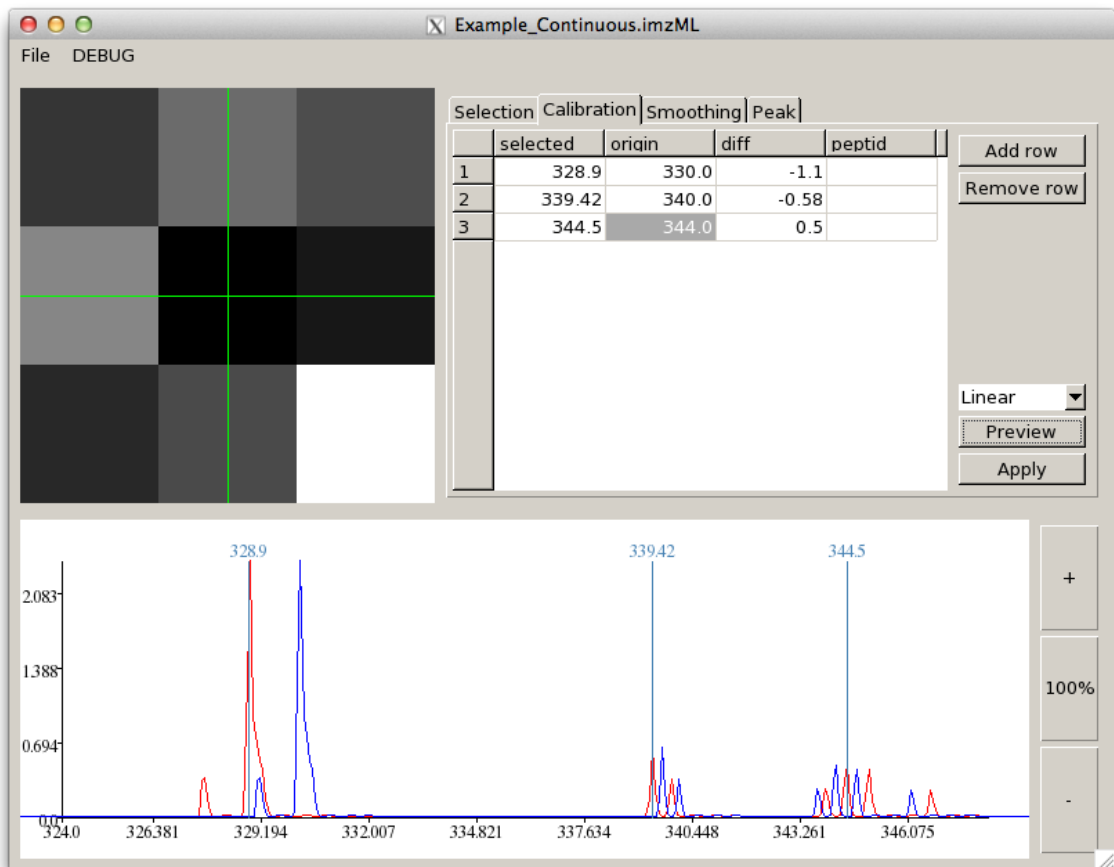 Example_Continuous.imzML
File DEBUG
Selection Calibration Smoothing Peak
selected origin diff peptid
1 328.9 330.0 -1.1
2 339.42 340.0 -0.58
3 344.5 344.0 0.5
Add row
Remove row
Linear
Preview
Apply
328.9 339.42 344.5
2.083
1.388
0.694
0.0
324.0 326.381 329.194 332.007 334.821 337.634 340.448 343.261 346.075
+
100%
-